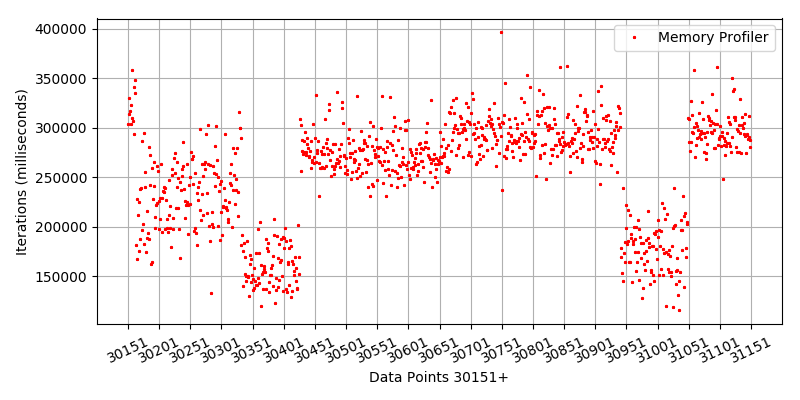 Memory Profiler
Iterations (milliseconds)
400000
350000
300000
250000
200000
150000
30151 30201 30251 30301 30351 30401 30451 30501 30551 30601 30651 30701 30751 30801 30851 30901 30951 31001 31051 31101 31151
Data Points 30151+